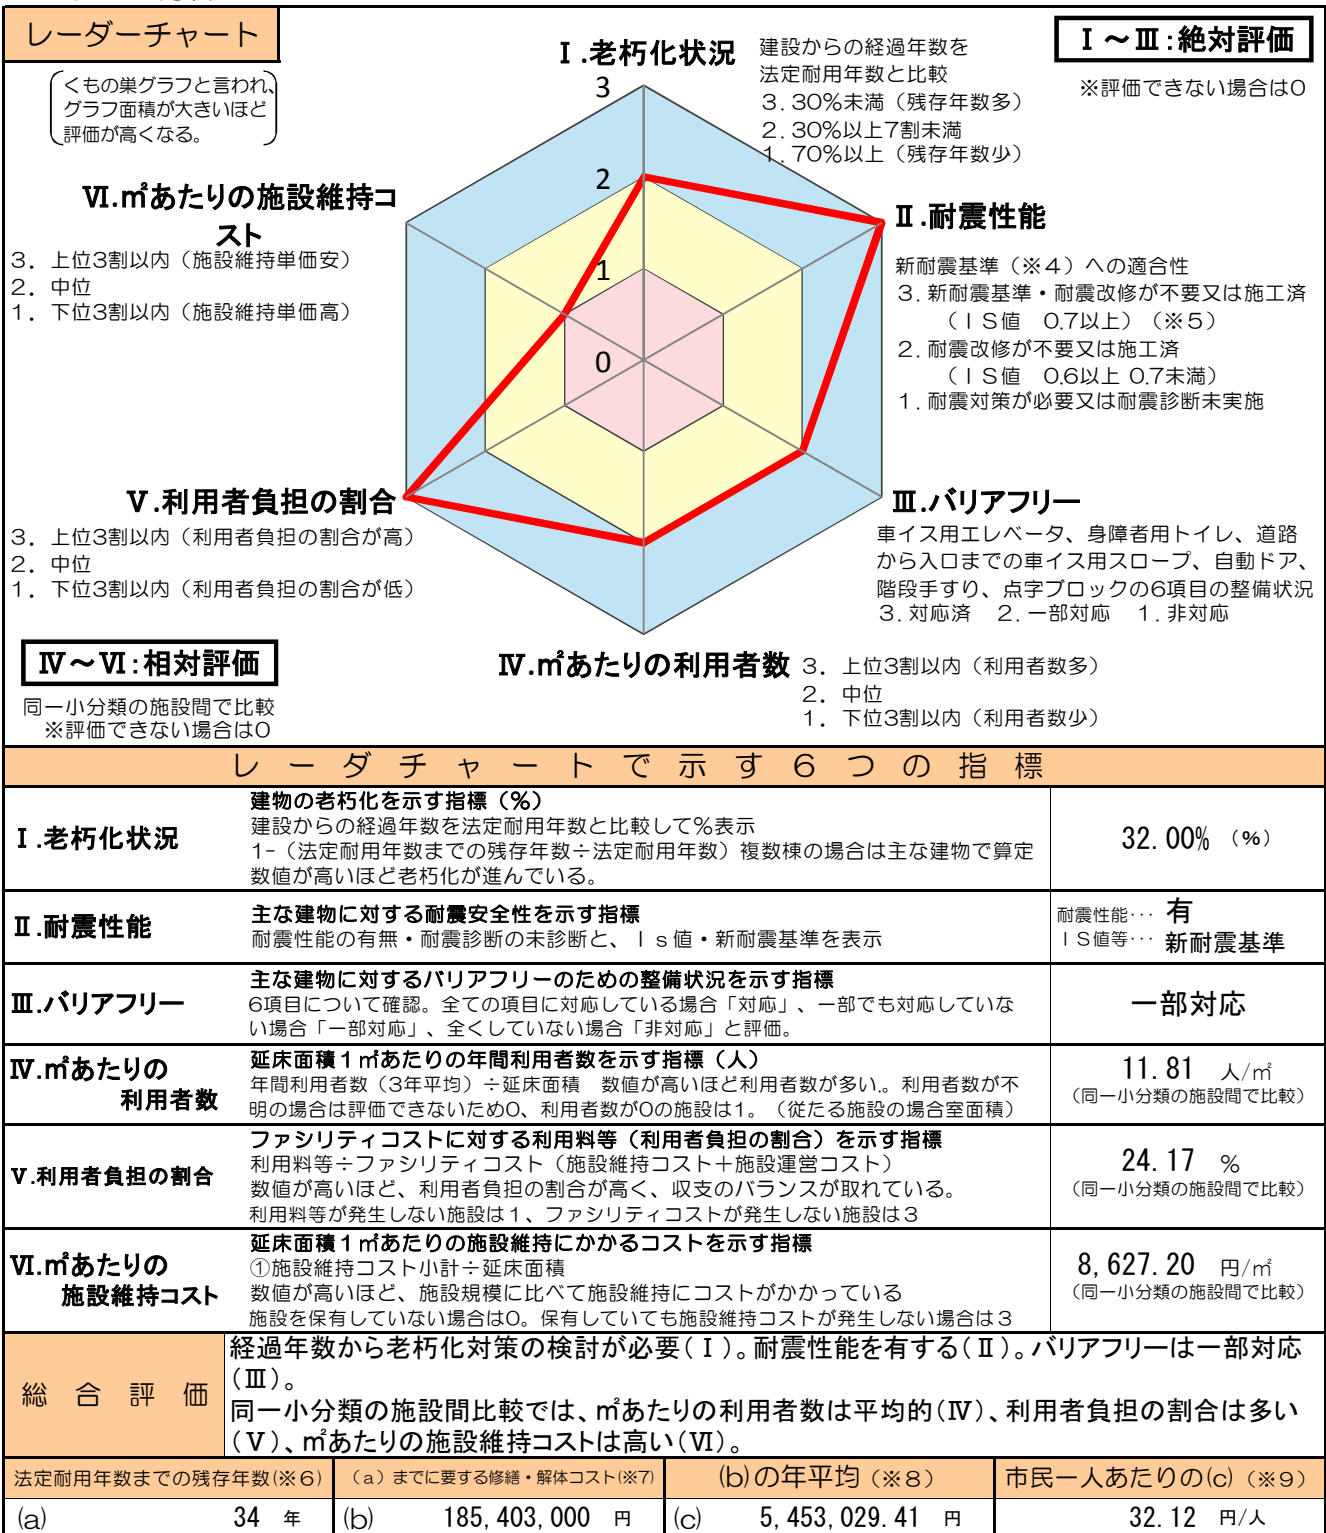 レーダーチャート
くもの巣グラフと言われ、
グラフ面積が大きいほど
評価が高くなる。
Ⅰ～Ⅲ:絶対評価
※評価できない場合は0
Ⅰ.老朽化状況
建設からの経過年数を
法定耐用年数と比較
3.30%未満（残存年数多）
2.30%以上7割未満
1.70%以上（残存年数少）
3
2
1
0
Ⅱ.耐震性能
新耐震基準（※4）への適合性
3.新耐震基準・耐震改修が不要又は施工済
（ＩＳ値　0.7以上）（※5）
2.耐震改修が不要又は施工済
（ＩＳ値　0.6以上 0.7未満）
1.耐震対策が必要又は耐震診断未実施
Ⅲ.バリアフリー
車イス用エレベータ、身障者用トイレ、道路
から入口までの車イス用スロープ、自動ドア、
階段手すり、点字ブロックの6項目の整備状況
3.対応済　2.一部対応　1.非対応
Ⅳ.㎡あたりの利用者数
3．上位3割以内（利用者数多）
2．中位
1．下位3割以内（利用者数少）
Ⅵ.㎡あたりの施設維持コ
スト
3．上位3割以内（施設維持単価安）
2．中位
1．下位3割以内（施設維持単価高）
Ⅴ.利用者負担の割合
3．上位3割以内（利用者負担の割合が高）
2．中位
1．下位3割以内（利用者負担の割合が低）
Ⅳ～Ⅵ:相対評価
同一小分類の施設間で比較
※評価できない場合は0
レーダチャートで示す６つの指標
Ⅰ.老朽化状況
建物の老朽化を示す指標（%）
建設からの経過年数を法定耐用年数と比較して%表示
1-（法定耐用年数までの残存年数÷法定耐用年数）複数棟の場合は主な建物で算定
数値が高いほど老朽化が進んでいる。
32.00%（%）
Ⅱ.耐震性能
主な建物に対する耐震安全性を示す指標
耐震性能の有無・耐震診断の未診断と、Ｉｓ値・新耐震基準を表示
耐震性能… 有
ＩＳ値等… 新耐震基準
Ⅲ.バリアフリー
主な建物に対するバリアフリーのための整備状況を示す指標
6項目について確認。全ての項目に対応している場合「対応」、一部でも対応していな
い場合「一部対応」、全くしていない場合「非対応」と評価。
一部対応
Ⅳ.㎡あたりの
利用者数
延床面積１㎡あたりの年間利用者数を示す指標（人）
年間利用者数（3年平均）÷延床面積　数値が高いほど利用者数が多い。利用者数が不
明の場合は評価できないため0、利用者数が0の施設は1。（従たる施設の場合室面積）
11.81 人/㎡
（同一小分類の施設間で比較）
Ⅴ.利用者負担の割合
ファシリティコストに対する利用料等（利用者負担の割合）を示す指標
利用料等÷ファシリティコスト（施設維持コスト＋施設運営コスト）
数値が高いほど、利用者負担の割合が高く、収支のバランスが取れている。
利用料等が発生しない施設は１、ファシリティコストが発生しない施設は３
24.17 %
（同一小分類の施設間で比較）
Ⅵ.㎡あたりの
施設維持コスト
延床面積１㎡あたりの施設維持にかかるコストを示す指標
①施設維持コスト小計÷延床面積
数値が高いほど、施設規模に比べて施設維持にコストがかかっている
施設を保有していない場合は0。保有していても施設維持コストが発生しない場合は３
8,627.20 円/㎡
（同一小分類の施設間で比較）
総合評価
経過年数から老朽化対策の検討が必要(Ⅰ)。耐震性能を有する(Ⅱ)。バリアフリーは一部対応
(Ⅲ)。
同一小分類の施設間比較では、㎡あたりの利用者数は平均的(Ⅳ)、利用者負担の割合は多い
(Ⅴ)、㎡あたりの施設維持コストは高い(Ⅵ)。
法定耐用年数までの残存年数(※6)　（a）までに要する修繕・解体コスト(※7)　(b)の年平均（※8）　市民一人あたりの(c)（※9）
(a) 34 年　(b) 185,403,000 円　(c) 5,453,029.41 円　32.12 円/人